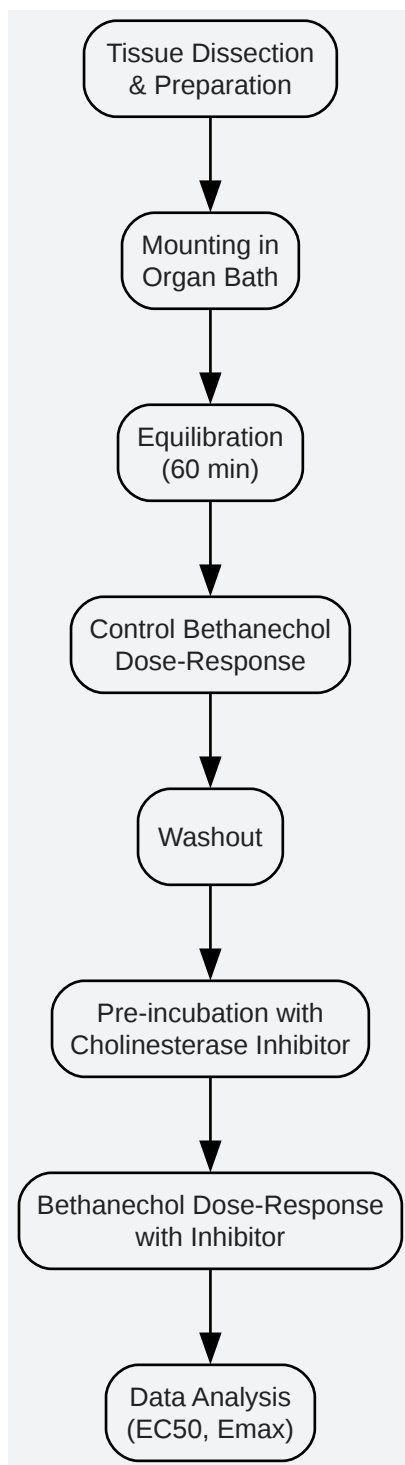 Tissue Dissection
& Preparation
Mounting in
Organ Bath
Equilibration
(60 min)
Control Bethanechol
Dose-Response
Washout
Pre-incubation with
Cholinesterase Inhibitor
Bethanechol Dose-Response
with Inhibitor
Data Analysis
(EC50, Emax)